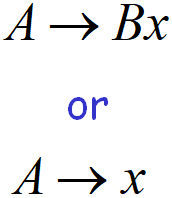 A → Bx
or
A → x